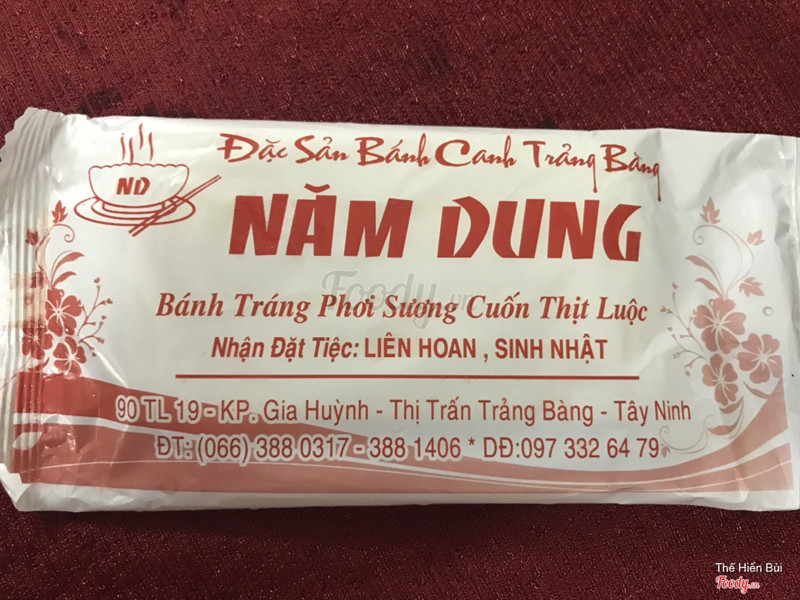 Đặc Sản Bánh Canh Trảng Bàng
ND
NĂM DUNG
Foody.vn
Bánh Tráng Phơi Sương Cuốn Thịt Luộc
Nhận Đặt Tiệc: LIÊN HOAN , SINH NHẬT
90 TL 19 - KP. Gia Huỳnh - Thị Trấn Trảng Bàng - Tây Ninh
ĐT: (066) 388 0317 - 388 1406 * DĐ:097 332 64 79
Thế Hiển Bùi
Foody.vn